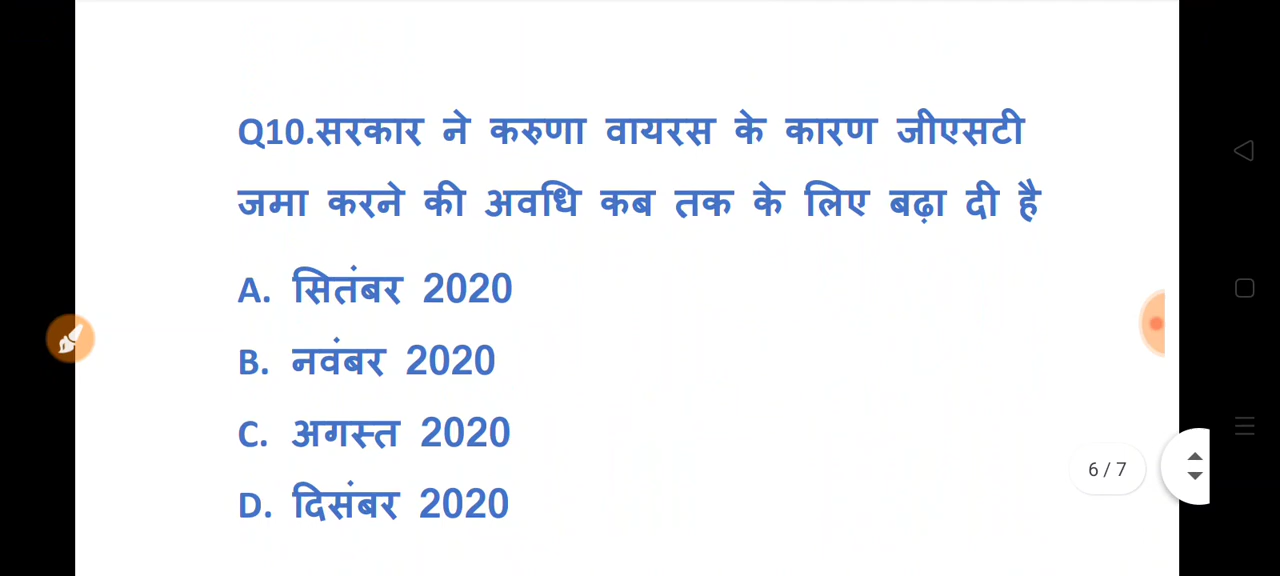 Q10.सरकार ने करुणा वायरस के कारण जीएसटी
जमा करने की अवधि कब तक के लिए बढ़ा दी है
A. सितंबर 2020
B. नवंबर 2020
C. अगस्त 2020
D. दिसंबर 2020
6 / 7